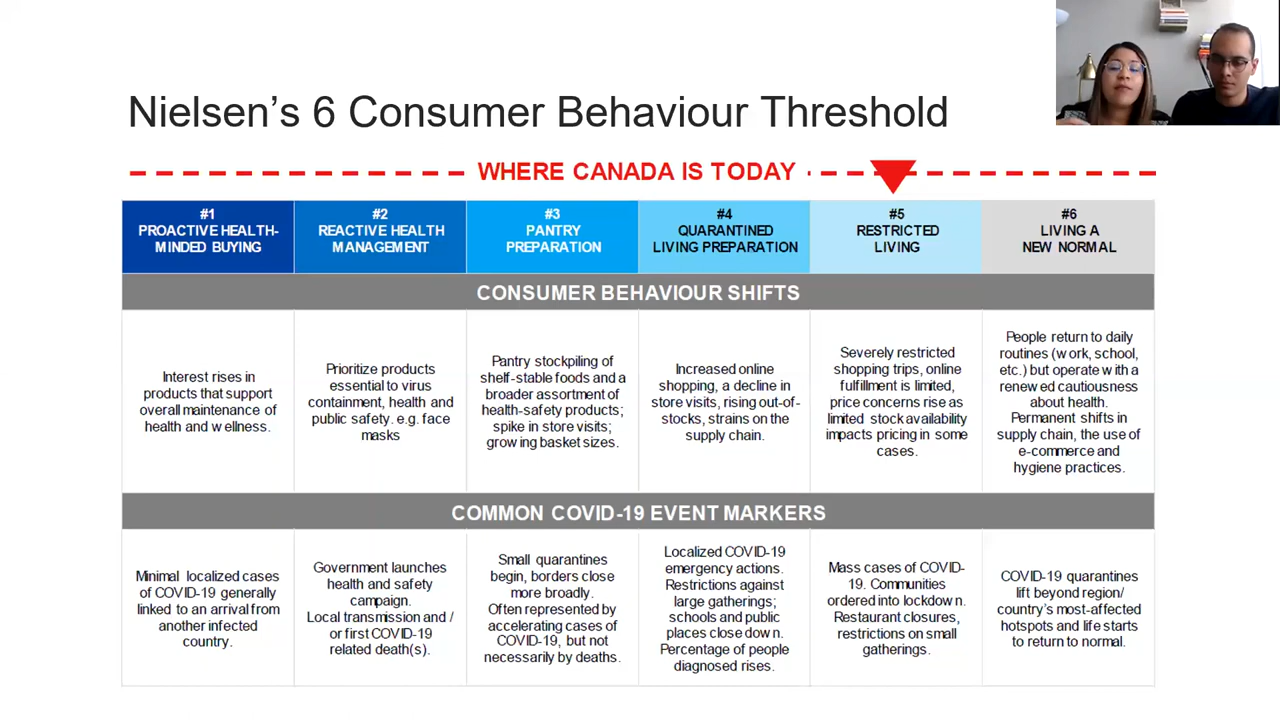 Nielsen's 6 Consumer Behaviour Threshold
WHERE CANADA IS TODAY
#1
PROACTIVE HEALTH-
MINDED BUYING
#2
REACTIVE HEALTH
MANAGEMENT
#3
PANTRY
PREPARATION
#4
QUARANTINED
LIVING PREPARATION
#5
RESTRICTED
LIVING
#6
LIVING A
NEW NORMAL
CONSUMER BEHAVIOUR SHIFTS
Interest rises in
products that support
overall maintenance of
health and wellness.
Prioritize products
essential to virus
containment, health and
public safety. e.g. face
masks
Pantry stockpiling of
shelf-stable foods and a
broader assortment of
health-safety products;
spike in store visits;
growing basket sizes.
Increased online
shopping, a decline in
store visits, rising out-of-
stocks, strains on the
supply chain.
Severely restricted
shopping trips, online
fulfillment is limited,
price concerns rise as
limited stock availability
impacts pricing in some
cases.
People return to daily
routines (work, school,
etc.) but operate with a
renewed cautiousness
about health.
Permanent shifts in
supply chain, the use of
e-commerce and
hygiene practices.
COMMON COVID-19 EVENT MARKERS
Minimal localized cases
of COVID-19 generally
linked to an arrival from
another infected
country.
Government launches
health and safety
campaign.
Local transmission and /
or first COVID-19
related death(s).
Small quarantines
begin, borders close
more broadly.
Often represented by
accelerating cases of
COVID-19, but not
necessarily by deaths.
Localized COVID-19
emergency actions.
Restrictions against
large gatherings;
schools and public
places close down.
Percentage of people
diagnosed rises.
Mass cases of COVID-
19. Communities
ordered into lockdown.
Restaurant closures,
restrictions on small
gatherings.
COVID-19 quarantines
lift beyond region/
country's most-affected
hotspots and life starts
to return to normal.